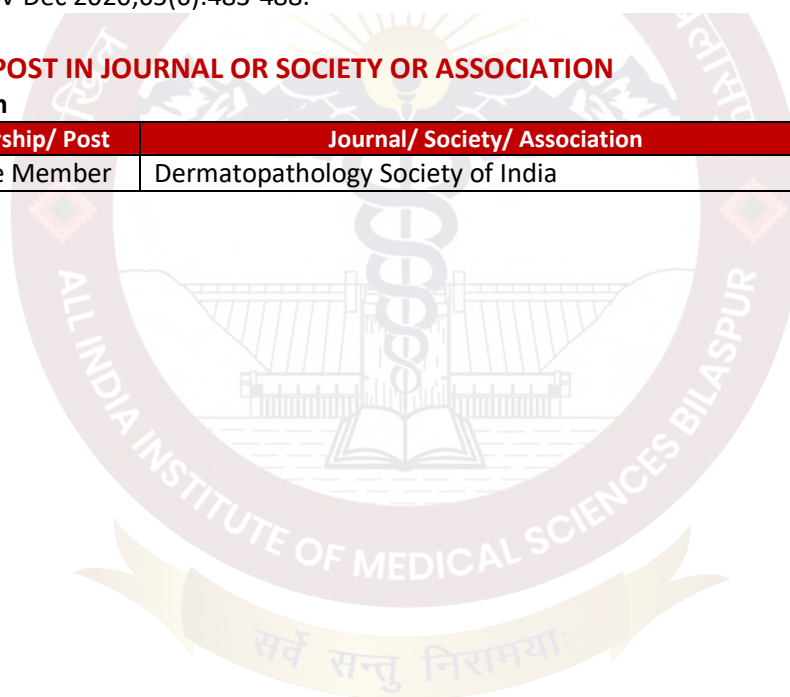 Dec 2020;65(6):485-488.
POST IN JOURNAL OR SOCIETY OR ASSOCIATION
ship/ Post
Journal/ Society/ Association
Member
Dermatopathology Society of India
ALL INDIA INSTITUTE OF MEDICAL SCIENCES BILASPUR
सर्वे सन्तु निरामयाः